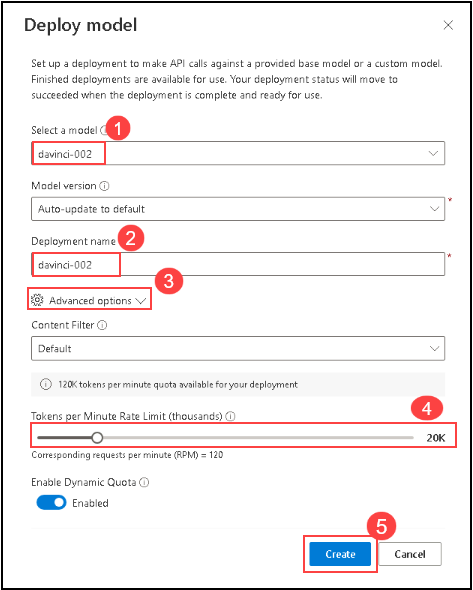 Deploy model
Set up a deployment to make API calls against a provided base model or a custom model.
Finished deployments are available for use. Your deployment status will move to
succeeded when the deployment is complete and ready for use.
Select a model 1
davinci-002
Model version
Auto-update to default
*
Deployment name 2
davinci-002
*
Advanced options 3
Content Filter
Default
120K tokens per minute quota available for your deployment
Tokens per Minute Rate Limit (thousands) 4
20K
Corresponding requests per minute (RPM) = 120
Enable Dynamic Quota
Enabled
5
Create Cancel